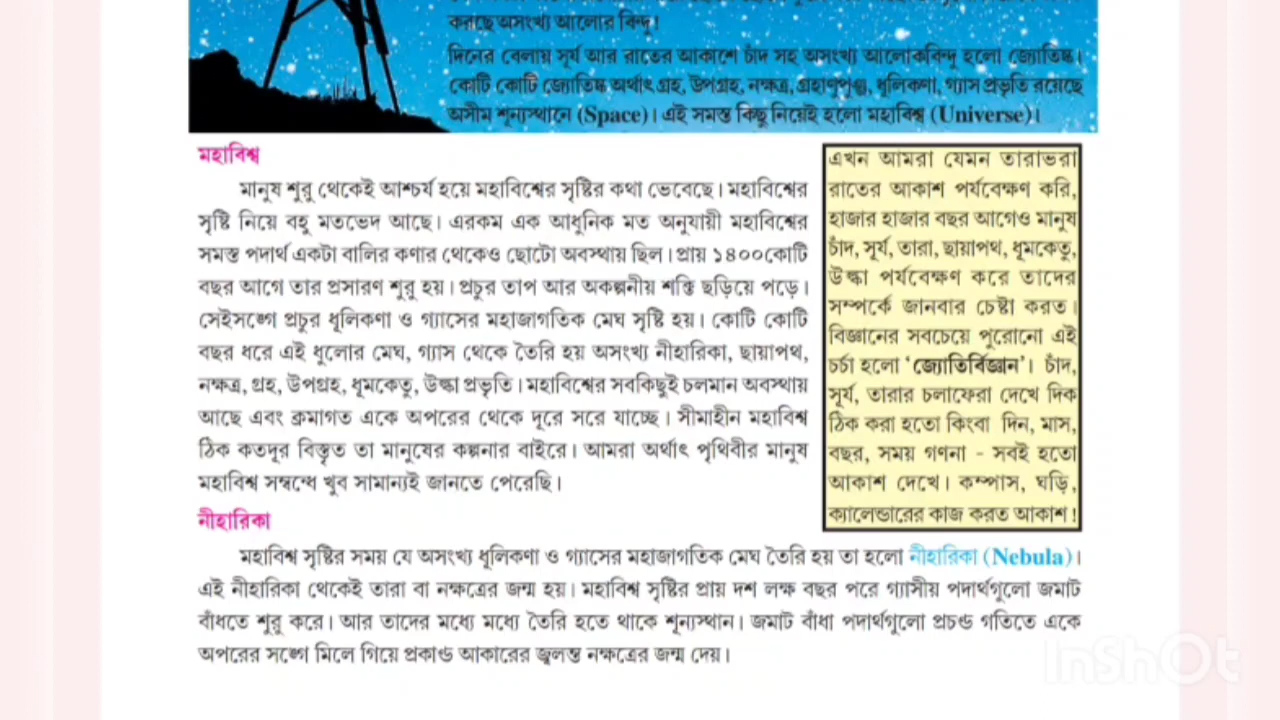 করছে অসংখ্য আলোর বিন্দু!
দিনের বেলায় সূর্য আর রাতের আকাশে চাঁদ সহ অসংখ্য আলোকবিন্দু হলো জ্যোতিষ্ক।
কোটি কোটি জ্যোতিষ্ক অর্থাৎ গ্রহ, উপগ্রহ, নক্ষত্র, গ্রহাণুপুঞ্জ, ধূলিকণা, গ্যাস প্রভৃতি রয়েছে
অসীম শূন্যস্থানে (Space)। এই সমস্ত কিছু নিয়েই হলো মহাবিশ্ব (Universe)।
মহাবিশ্ব
মানুষ শুরু থেকেই আশ্চর্য হয়ে মহাবিশ্বের সৃষ্টির কথা ভেবেছে। মহাবিশ্বের
সৃষ্টি নিয়ে বহু মতভেদ আছে। এরকম এক আধুনিক মত অনুযায়ী মহাবিশ্বের
সমস্ত পদার্থ একটা বালির কণার থেকেও ছোটো অবস্থায় ছিল। প্রায় ১৪০০কোটি
বছর আগে তার প্রসারণ শুরু হয়। প্রচুর তাপ আর অকল্পনীয় শক্তি ছড়িয়ে পড়ে।
সেইসঙ্গে প্রচুর ধূলিকণা ও গ্যাসের মহাজাগতিক মেঘ সৃষ্টি হয়। কোটি কোটি
বছর ধরে এই ধুলোর মেঘ, গ্যাস থেকে তৈরি হয় অসংখ্য নীহারিকা, ছায়াপথ,
নক্ষত্র, গ্রহ, উপগ্রহ, ধূমকেতু, উল্কা প্রভৃতি। মহাবিশ্বের সবকিছুই চলমান অবস্থায়
আছে এবং ক্রমাগত একে অপরের থেকে দূরে সরে যাচ্ছে। সীমাহীন মহাবিশ্ব
ঠিক কতদূর বিস্তৃত তা মানুষের কল্পনার বাইরে। আমরা অর্থাৎ পৃথিবীর মানুষ
মহাবিশ্ব সম্বন্ধে খুব সামান্যই জানতে পেরেছি।
এখন আমরা যেমন তারাভরা
রাতের আকাশ পর্যবেক্ষণ করি,
হাজার হাজার বছর আগেও মানুষ
চাঁদ, সূর্য, তারা, ছায়াপথ, ধূমকেতু,
উল্কা পর্যবেক্ষণ করে তাদের
সম্পর্কে জানবার চেষ্টা করত।
বিজ্ঞানের সবচেয়ে পুরোনো এই
চর্চা হলো ‘জ্যোতির্বিজ্ঞান’। চাঁদ,
সূর্য, তারার চলাফেরা দেখে দিক
ঠিক করা হতো কিংবা দিন, মাস,
বছর, সময় গণনা - সবই হতো
আকাশ দেখে। কম্পাস, ঘড়ি,
ক্যালেন্ডারের কাজ করত আকাশ!
নীহারিকা
মহাবিশ্ব সৃষ্টির সময় যে অসংখ্য ধূলিকণা ও গ্যাসের মহাজাগতিক মেঘ তৈরি হয় তা হলো নীহারিকা (Nebula)।
এই নীহারিকা থেকেই তারা বা নক্ষত্রের জন্ম হয়। মহাবিশ্ব সৃষ্টির প্রায় দশ লক্ষ বছর পরে গ্যাসীয় পদার্থগুলো জমাট
বাঁধতে শুরু করে। আর তাদের মধ্যে মধ্যে তৈরি হতে থাকে শূন্যস্থান। জমাট বাঁধা পদার্থগুলো প্রচন্ড গতিতে একে
অপরের সঙ্গে মিলে গিয়ে প্রকাণ্ড আকারের জ্বলন্ত নক্ষত্রের জন্ম দেয়।
InShOt